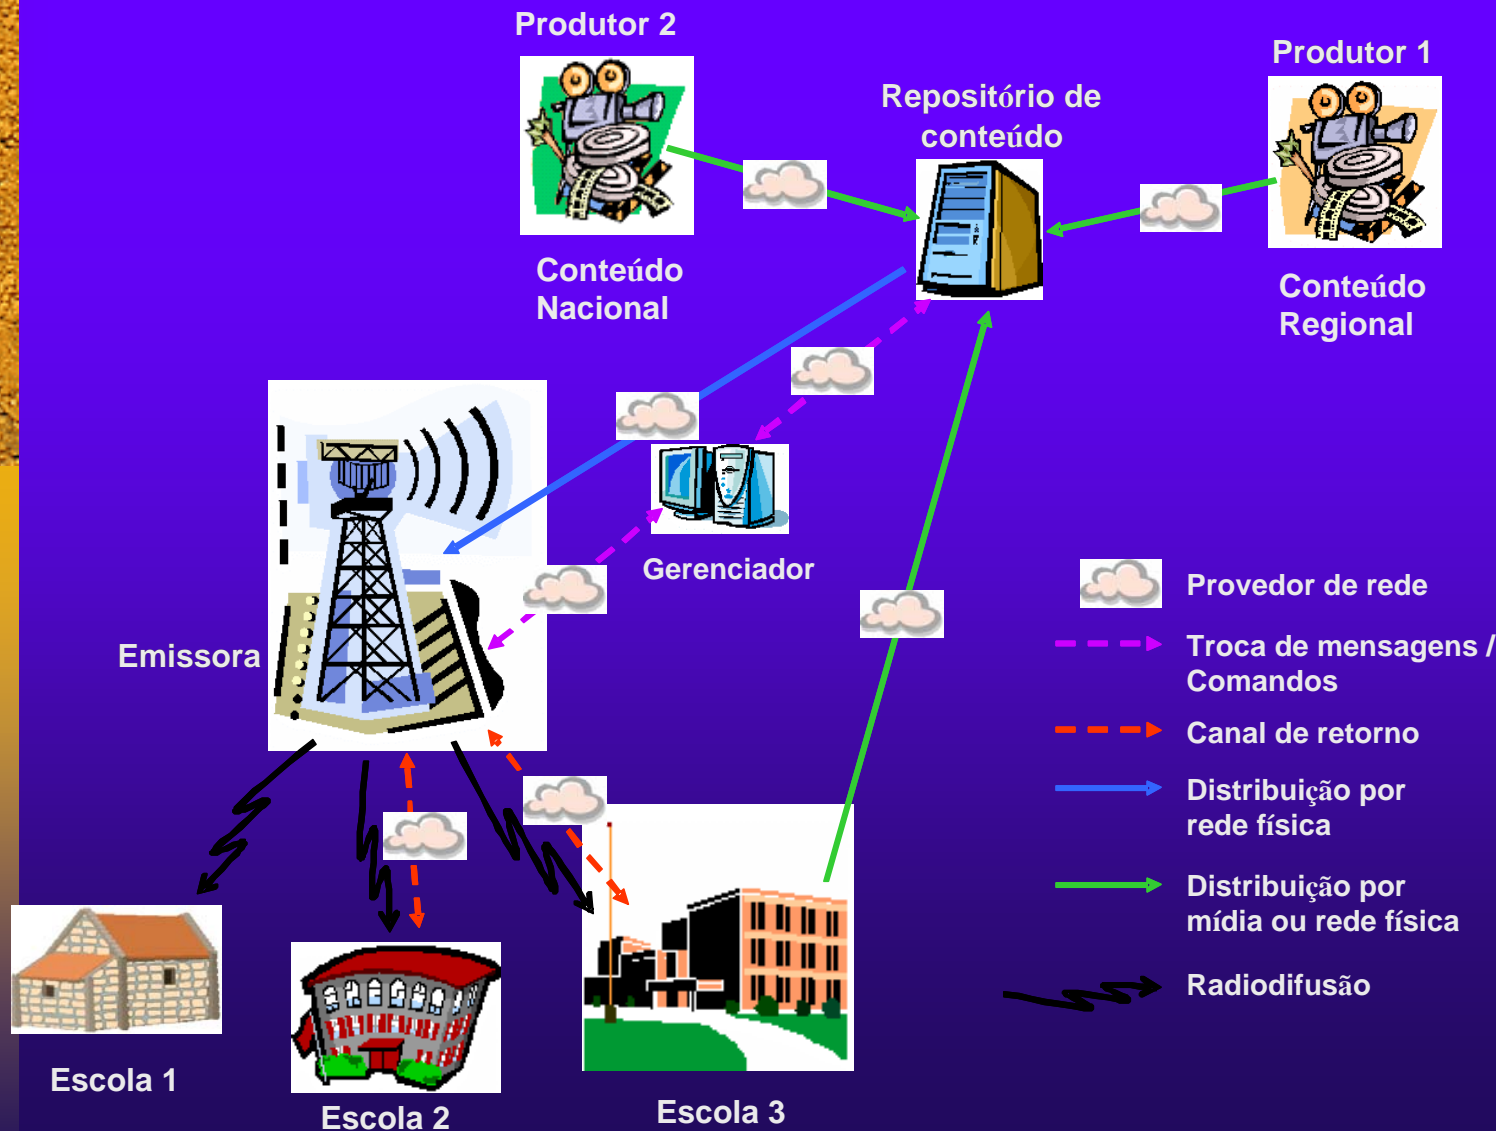 Produtor 2
Produtor 1
Repositório de
conteúdo
Conteúdo
Nacional
Conteúdo
Regional
Gerenciador
Emissora
Provedor de rede
Troca de mensagens /
Comandos
Canal de retorno
Distribuição por
rede física
Distribuição por
mídia ou rede física
Radiodifusão
Escola 1
Escola 2
Escola 3